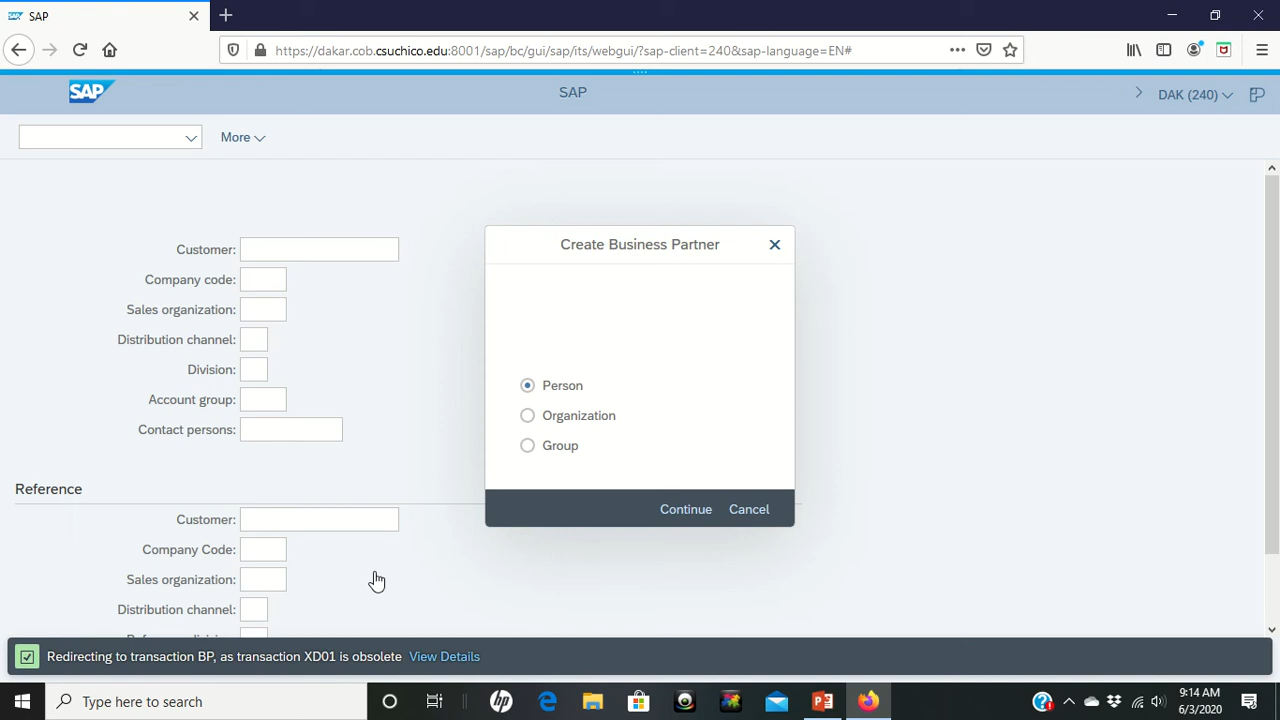 SAP
https://dakar.cob.csuchico.edu:8001/sap/bc/gui/sap/its/webgui/?sap-client=240&sap-language=EN#
SAP
SAP
DAK (240)
More
Customer:
Company code:
Sales organization:
Distribution channel:
Division:
Account group:
Contact persons:
Reference
Customer:
Company Code:
Sales organization:
Distribution channel:
Create Business Partner
Person
Organization
Group
Continue Cancel
Redirecting to transaction BP, as transaction XD01 is obsolete View Details
Type here to search
9:14 AM
6/3/2020